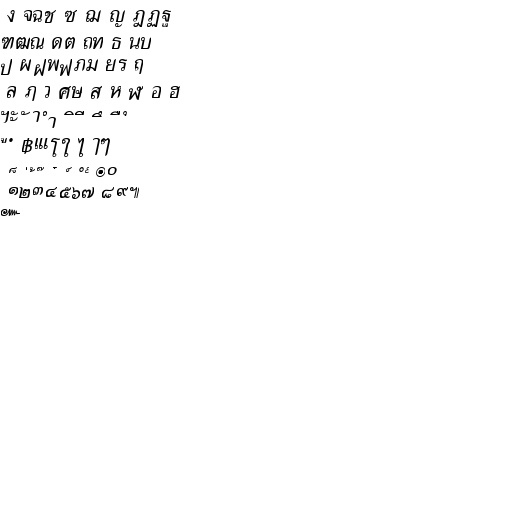 ง จฉช ซ ฌ ญ ฎฏฐ
ฑฒณ ดต ถท ธ นบ
ป ผ ฝพฟภม ยร ฤ
ล ฦ ว ศษ ส ห ฬ อ ฮ
ฯะ ั า ำ ิ ี ึ ื
ุ ู ฺ ฿เแโใ ไ ๅๆ
็ ่ ้ ๊ ๋ ์ ํ ๎ ๏๐
๑๒๓๔๕๖๗ ๘๙๚
๛